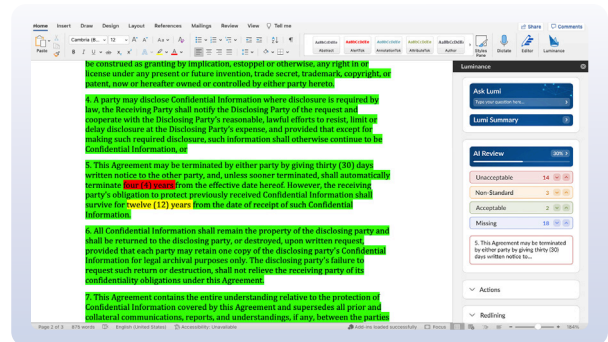 Home Insert Draw Design Layout References Mailings Review View Tell me
Share Comments
Paste
Cambria (B... 12
Abstract
Author
Styles Pane
Dictate
Editor
Luminance
be construed as granting by implication, estoppel or otherwise, any right in or
license under any present or future invention, trade secret, trademark, copyright, or
patent, now or hereafter owned or controlled by either party hereto.
4. A party may disclose Confidential Information where disclosure is required by
law, the Receiving Party shall notify the Disclosing Party of the request and
cooperate with the Disclosing Party's reasonable, lawful efforts to resist, limit or
delay disclosure at the Disclosing Party's expense, and provided that except for
making such required disclosure, such information shall otherwise continue to be
Confidential Information, or
5. This Agreement may be terminated by either party by giving thirty (30) days
written notice to the other party, and, unless sooner terminated, shall automatically
terminate four (4) years from the effective date hereof. However, the receiving
party's obligation to protect previously received Confidential Information shall
survive for twelve (12) years from the date of receipt of such Confidential
Information.
6. All Confidential Information shall remain the property of the disclosing party and
shall be returned to the disclosing party, or destroyed, upon written request,
provided that each party may retain one copy of the disclosing party's Confidential
Information for legal archival purposes only. The disclosing party's failure to
request such return or destruction, shall not relieve the receiving party of its
confidentiality obligations under this Agreement.
7. This Agreement contains the entire understanding relative to the protection of
Confidential Information covered by this Agreement and supersedes all prior and
collateral communications, reports, and understandings, if any, between the parties
Luminance
Ask Lumi
Type your question here...
Lumi Summary
AI Review 20%
Unacceptable 14
Non-Standard 3
Acceptable 2
Missing 18
5. This Agreement may be terminated
by either party by giving thirty (30)
days written notice to...
Actions
Redlining
Page 2 of 3 875 words English (United States) Accessibility: Unavailable Add-ins loaded successfully Focus 184%